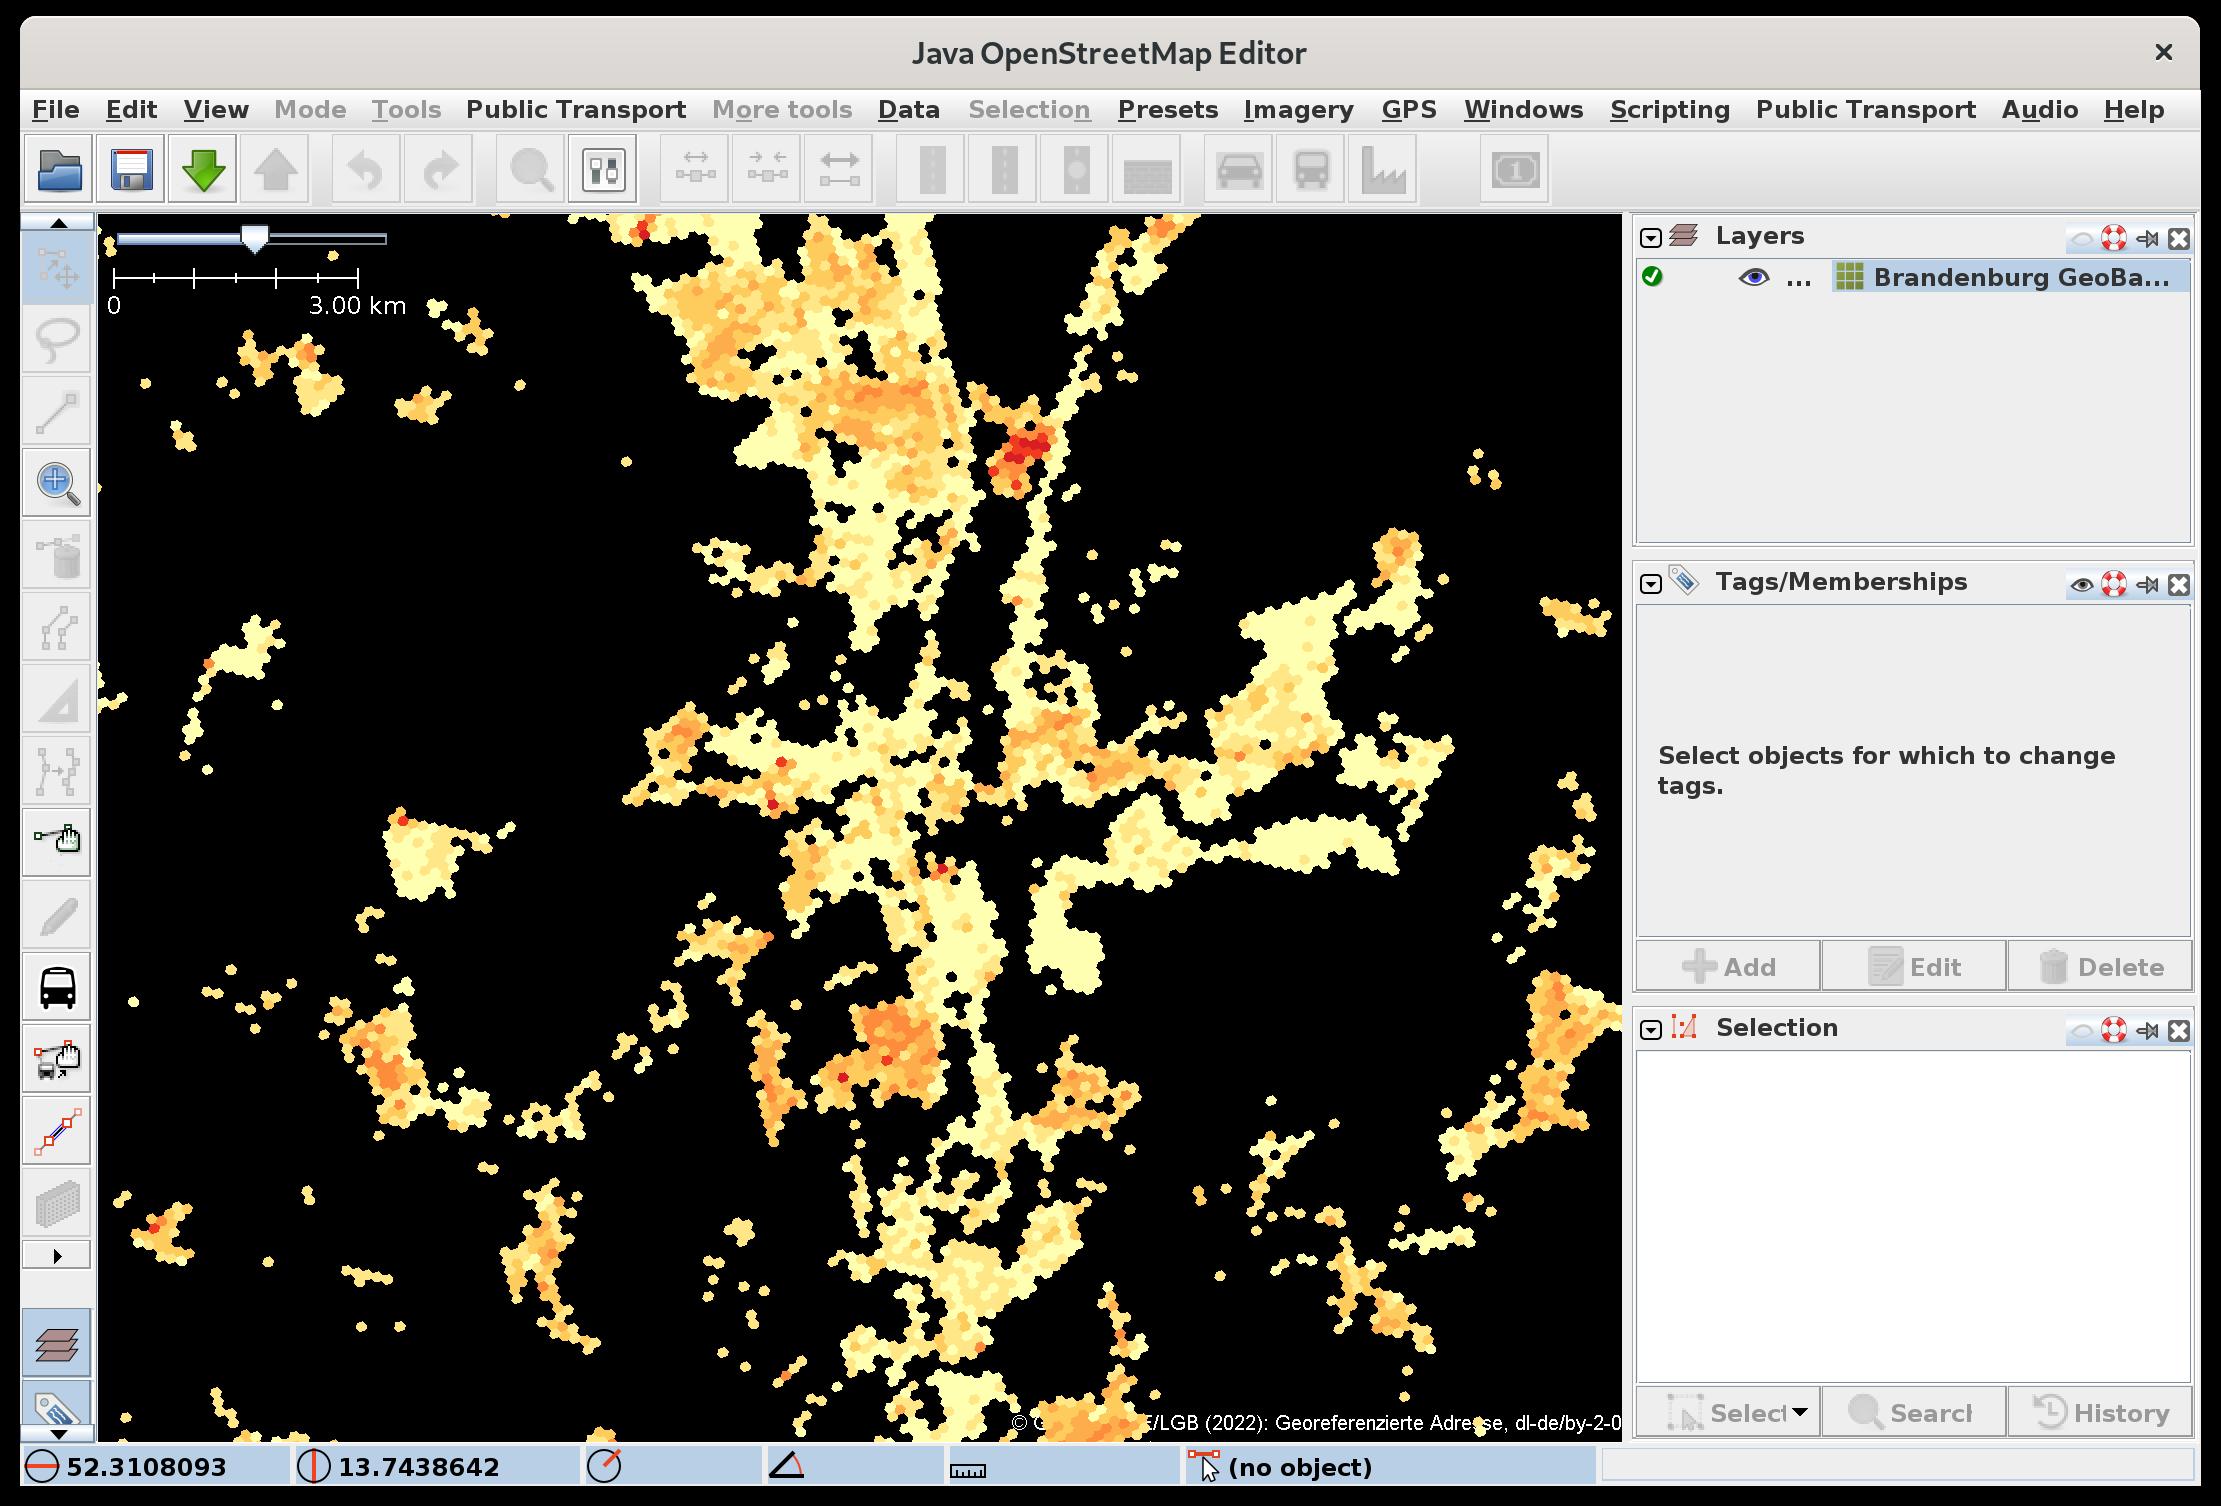 Java OpenStreetMap Editor
File Edit View Mode Tools Public Transport More tools Data Selection Presets Imagery GPS Windows Scripting Public Transport Audio Help
1
0 3.00 km
Layers
... Brandenburg GeoBa...
Tags/Memberships
Select objects for which to change
tags.
Add Edit Delete
Selection
Select Search History
© /LGB (2022): Georeferenzierte Adresse, dl-de/by-2-0
52.3108093 13.7438642 (no object)